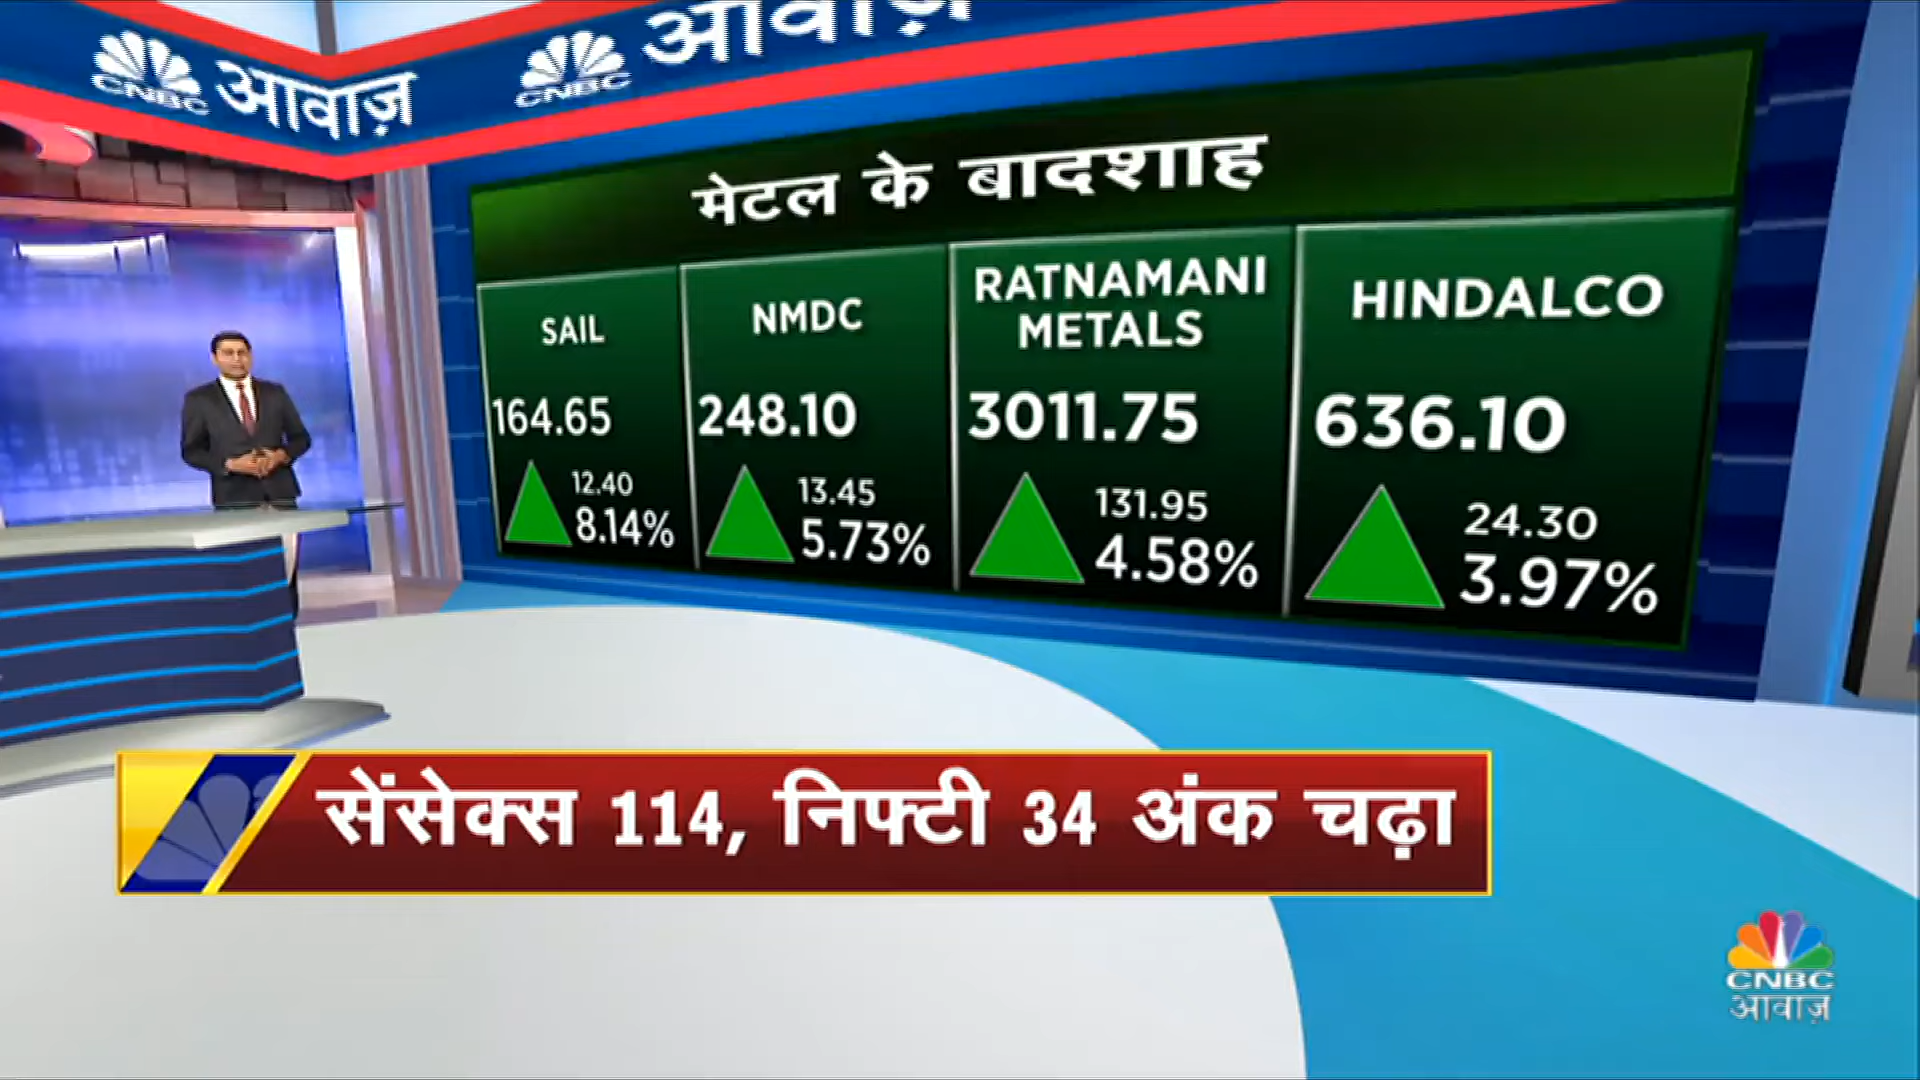 CNBC आवाज़
CNBC आवाज़
मेटल के बादशाह
SAIL
164.65
12.40
8.14%
NMDC
248.10
13.45
5.73%
RATNAMANI
METALS
3011.75
131.95
4.58%
HINDALCO
636.10
24.30
3.97%
सेंसेक्स 114, निफ्टी 34 अंक चढ़ा
CNBC
आवाज़